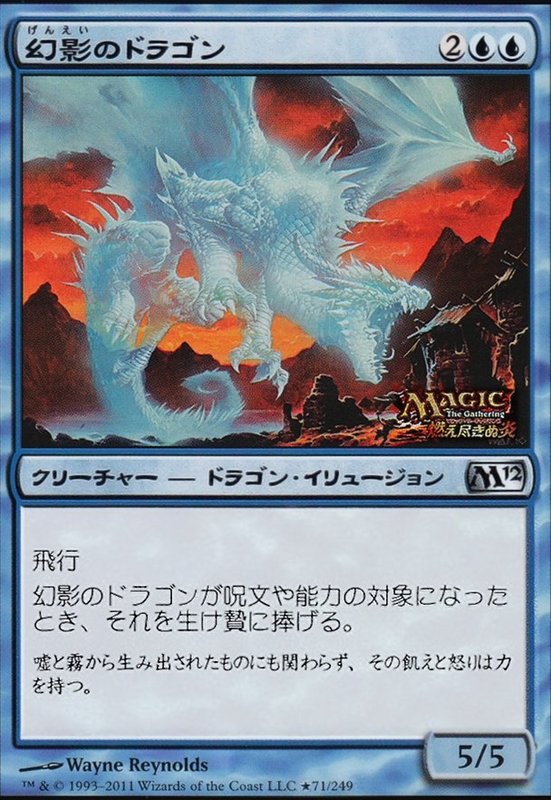 げんえい
幻影のドラゴン
2
MAGIC
The Gathering
燃え尽きぬ炎
クリーチャー — ドラゴン・イリュージョン
M12
飛行
幻影のドラゴンが呪文や能力の対象になった
とき、それを生け贄に捧げる。
嘘と霧から生み出されたものにも関わらず、その飢えと怒りは力
を持つ。
5/5
Wayne Reynolds
™ & © 1993–2011 Wizards of the Coast LLC ★71/249